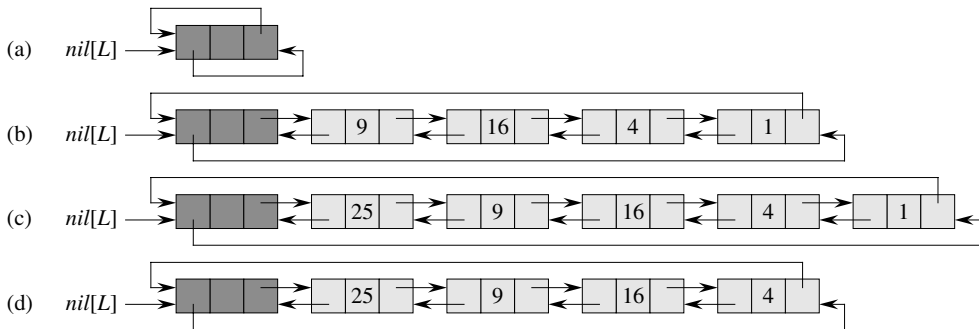 (a) nil[L]
(b) nil[L] 9 16 4 1
(c) nil[L] 25 9 16 4 1
(d) nil[L] 25 9 16 4